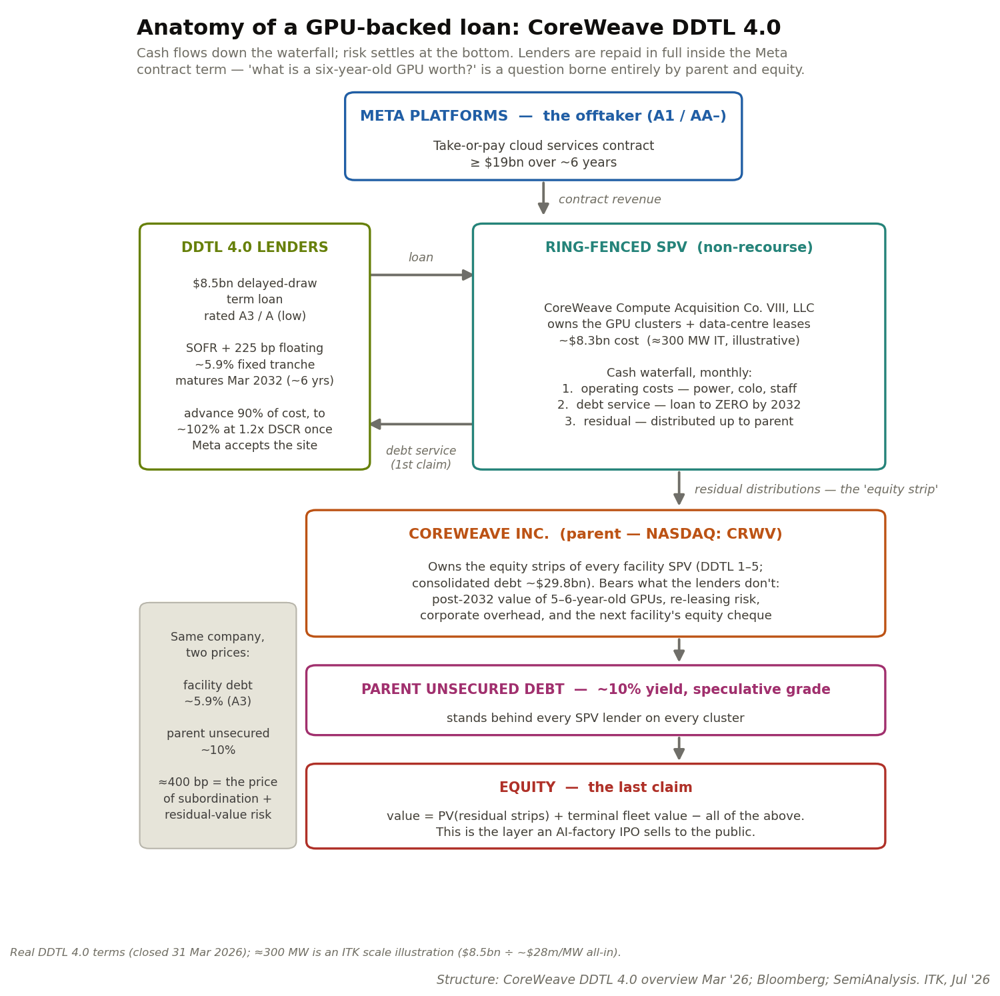 Anatomy of a GPU-backed loan: CoreWeave DDTL 4.0
Cash flows down the waterfall; risk settles at the bottom. Lenders are repaid in full inside the Meta
contract term — 'what is a six-year-old GPU worth?' is a question borne entirely by parent and equity.
META PLATFORMS — the offtaker (A1 / AA–)
Take-or-pay cloud services contract
≥ $19bn over ~6 years
contract revenue
DDTL 4.0 LENDERS
$8.5bn delayed-draw
term loan
rated A3 / A (low)
SOFR + 225 bp floating
~5.9% fixed tranche
matures Mar 2032 (~6 yrs)
advance 90% of cost, to
~102% at 1.2x DSCR once
Meta accepts the site
loan
debt service
(1st claim)
RING-FENCED SPV (non-recourse)
CoreWeave Compute Acquisition Co. VIII, LLC
owns the GPU clusters + data-centre leases
~$8.3bn cost (≈300 MW IT, illustrative)
Cash waterfall, monthly:
1. operating costs — power, colo, staff
2. debt service — loan to ZERO by 2032
3. residual — distributed up to parent
residual distributions — the 'equity strip'
COREWEAVE INC. (parent — NASDAQ: CRWV)
Owns the equity strips of every facility SPV (DDTL 1–5;
consolidated debt ~$29.8bn). Bears what the lenders don't:
post-2032 value of 5–6-year-old GPUs, re-leasing risk,
corporate overhead, and the next facility's equity cheque
Same company,
two prices:
facility debt
~5.9% (A3)
parent unsecured
~10%
≈400 bp = the price
of subordination +
residual-value risk
PARENT UNSECURED DEBT — ~10% yield, speculative grade
stands behind every SPV lender on every cluster
EQUITY — the last claim
value = PV(residual strips) + terminal fleet value − all of the above.
This is the layer an AI-factory IPO sells to the public.
Real DDTL 4.0 terms (closed 31 Mar 2026); ≈300 MW is an ITK scale illustration ($8.5bn ÷ ~$28m/MW all-in).
Structure: CoreWeave DDTL 4.0 overview Mar '26; Bloomberg; SemiAnalysis. ITK, Jul '26